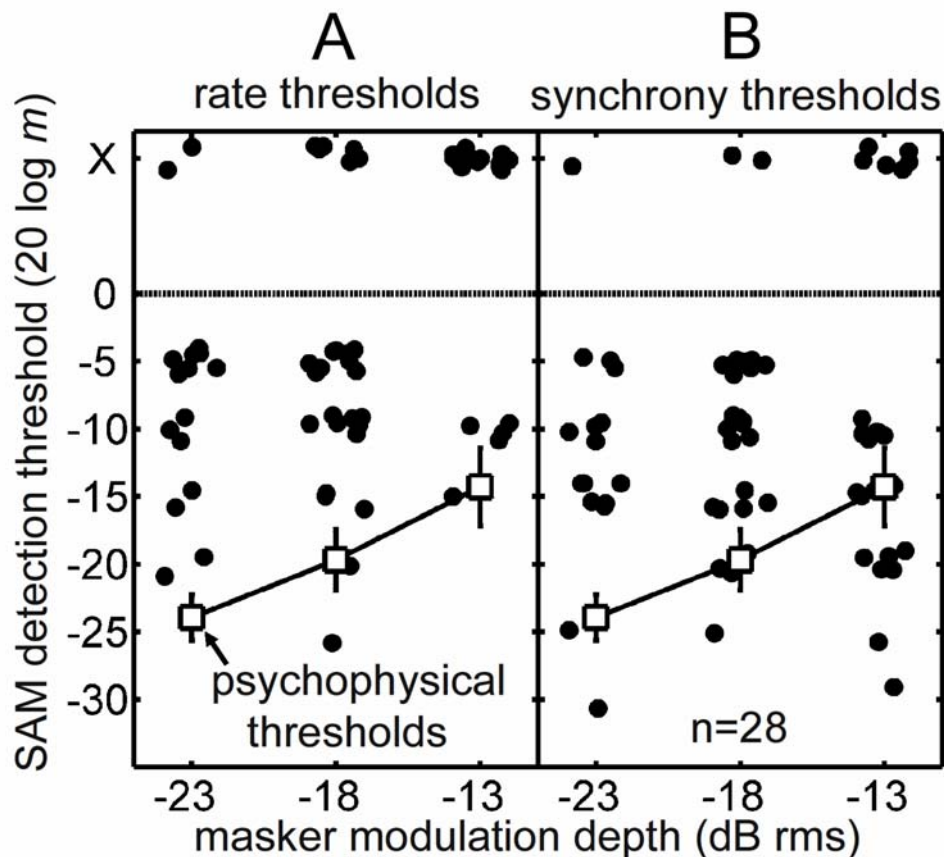 A
B
rate thresholds
synchrony thresholds
SAM detection threshold (20 log m)
X
0
-5
-10
-15
-20
-25
-30
psychophysical
thresholds
n=28
-23
-18
-13
-23
-18
-13
masker modulation depth (dB rms)